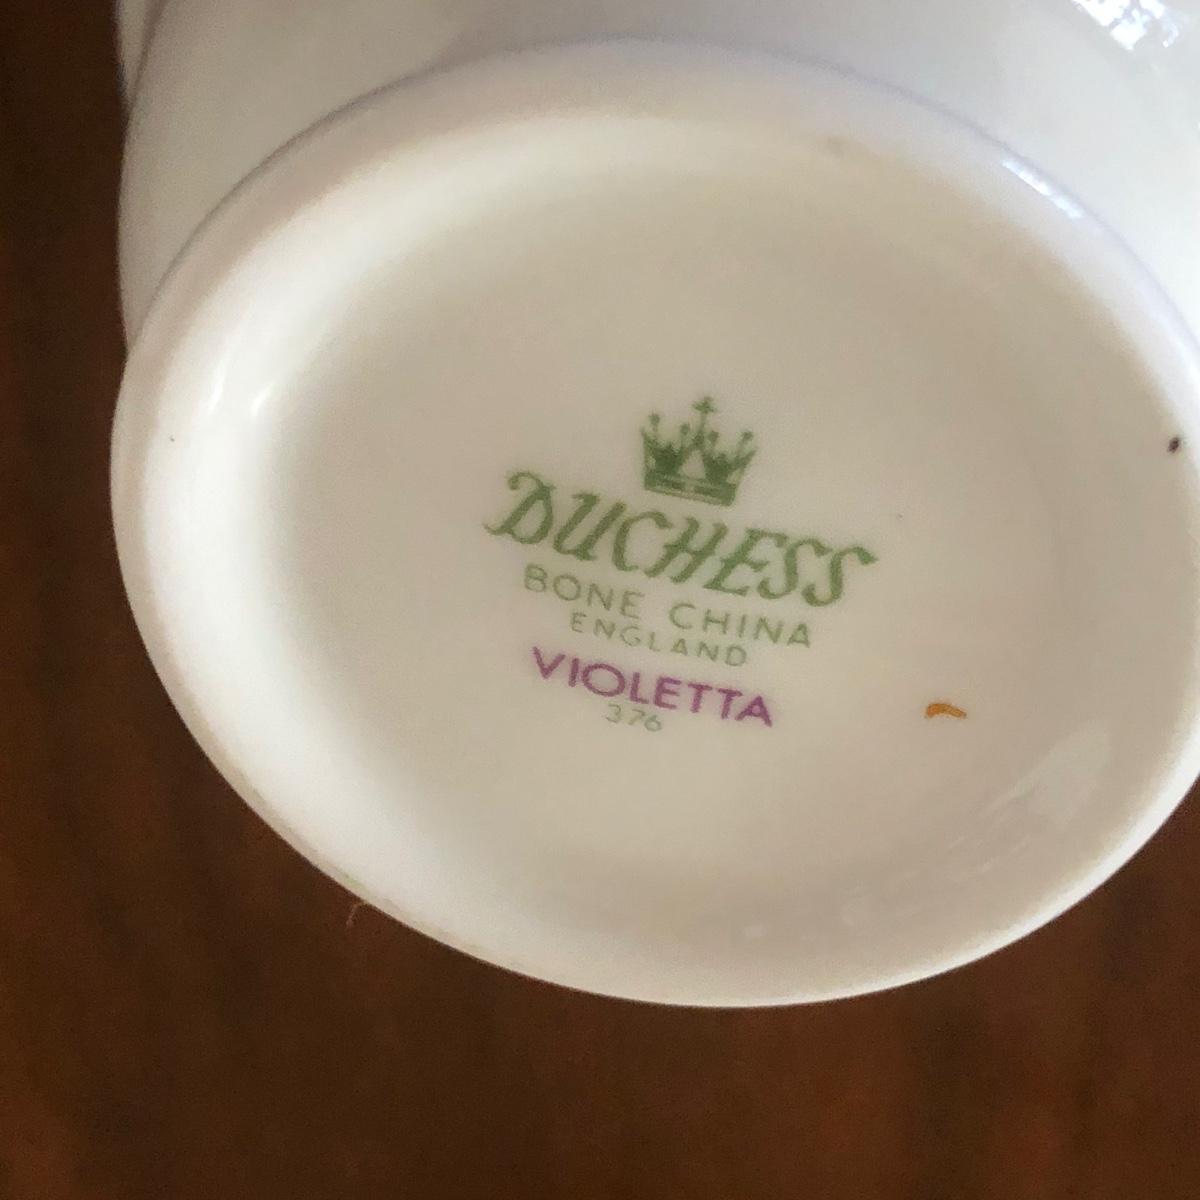 DUCHESS
BONE CHINA
ENGLAND
VIOLETTA
376